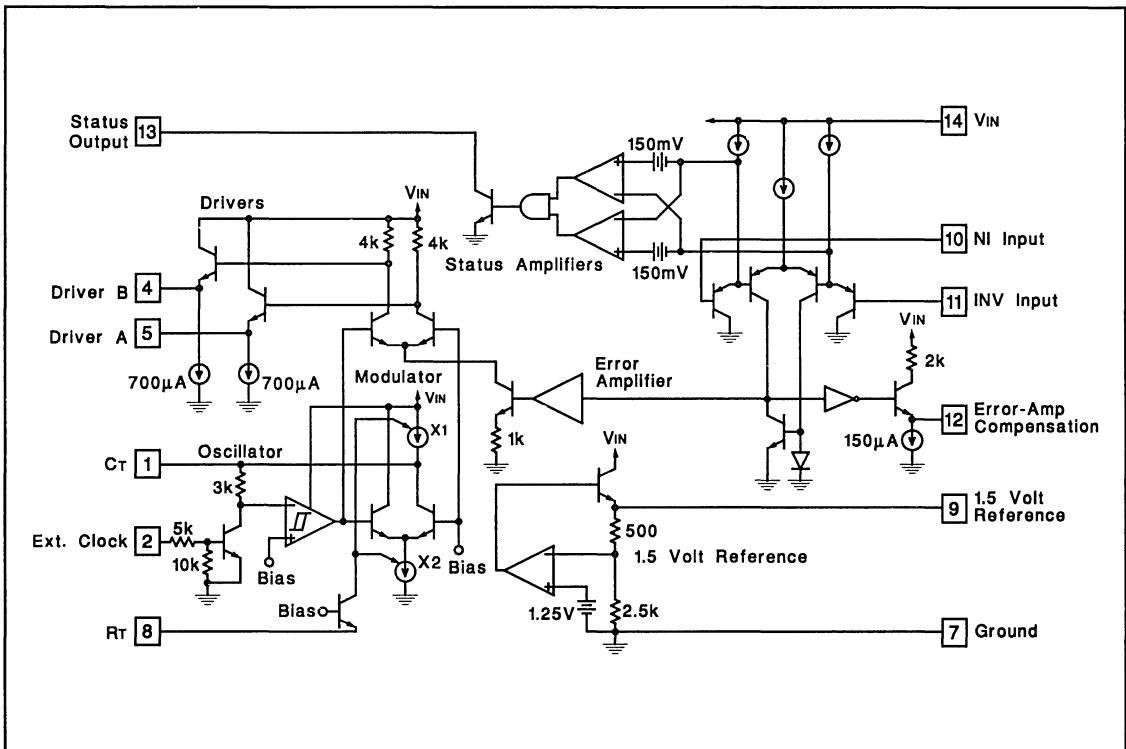 Status
Output
13
150mV
14 VIN
VIN
Drivers
4k
4k
Status Amplifiers
150mV
10 NI Input
Driver B 4
11 INV Input
Driver A 5
VIN
2k
700µA
700µA
Modulator
VIN
Error
Amplifier
12 Error-Amp
Compensation
X1
1k
150µA
Oscillator
CT 1
VIN
3k
9 1.5 Volt
Reference
500
Ext. Clock 2
5k
1.5 Volt Reference
10k
Bias
X2
Bias
Bias
1.25V
2.5k
RT 8
7 Ground